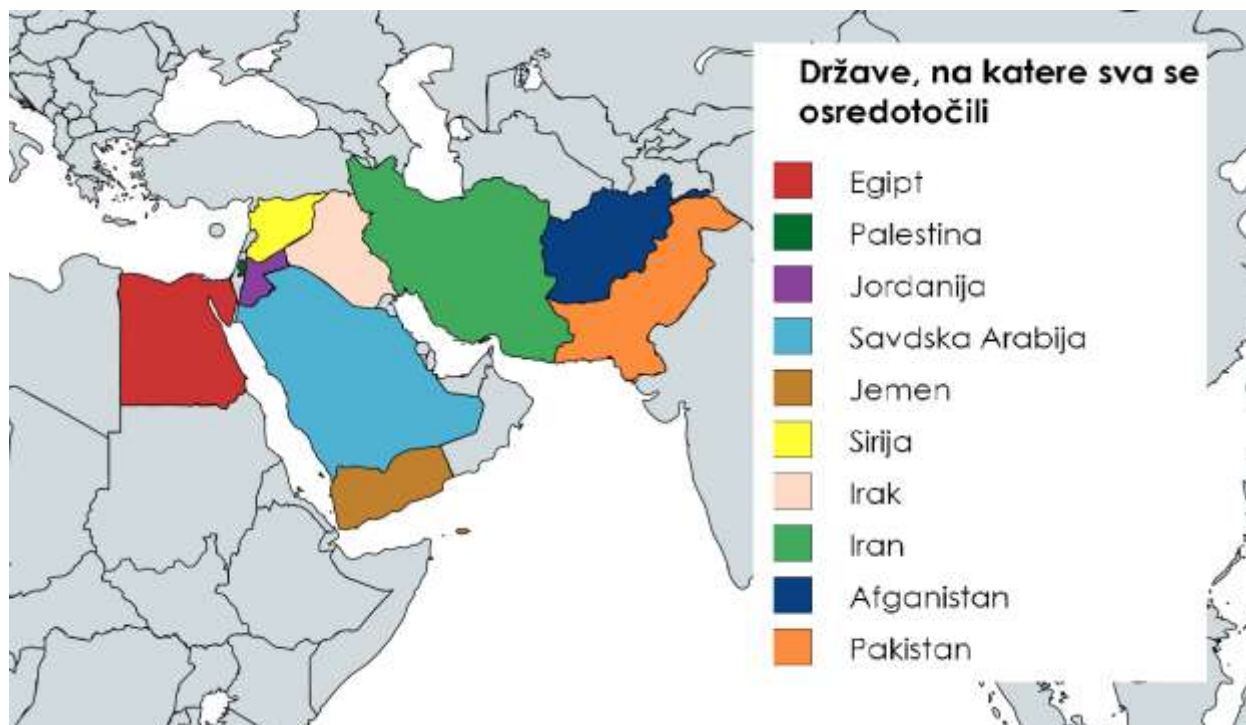 Države, na katere sva se
osredotočili
Egipt
Palestina
Jordanija
Savdska Arabija
Jemen
Sirija
Irak
Iran
Afganistan
Pakistan